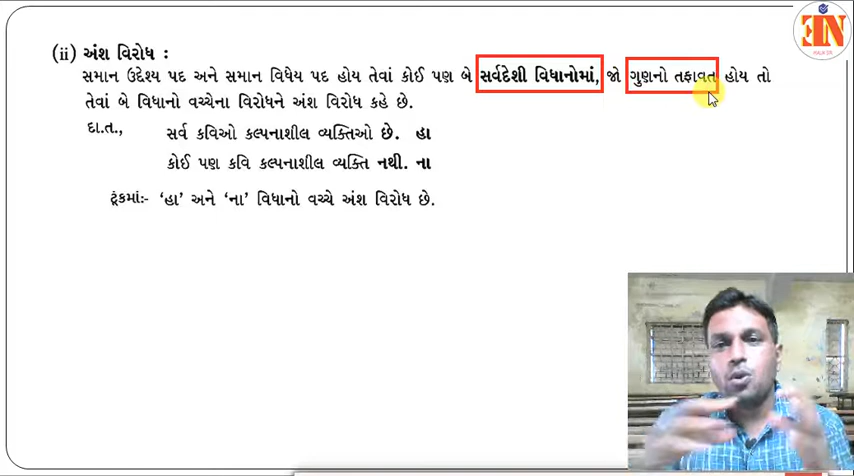 (ii) અંશ વિરોધ :
સમાન ઉદ્દેશ્ય પદ અને સમાન વિધેય પદ હોય તેવાં કોઈ પણ બે સર્વદેશી વિધાનોમાં, જો ગુણનો તફાવત હોય તો
તેવાં બે વિધાનો વચ્ચેના વિરોધને અંશ વિરોધ કહે છે.
દા.ત., સર્વ કવિઓ કલ્પનાશીલ વ્યક્તિઓ છે. હા
કોઈ પણ કવિ કલ્પનાશીલ વ્યક્તિ નથી. ના
ટૂંકમાં:- ‘હા’ અને ‘ના’ વિધાનો વચ્ચે અંશ વિરોધ છે.